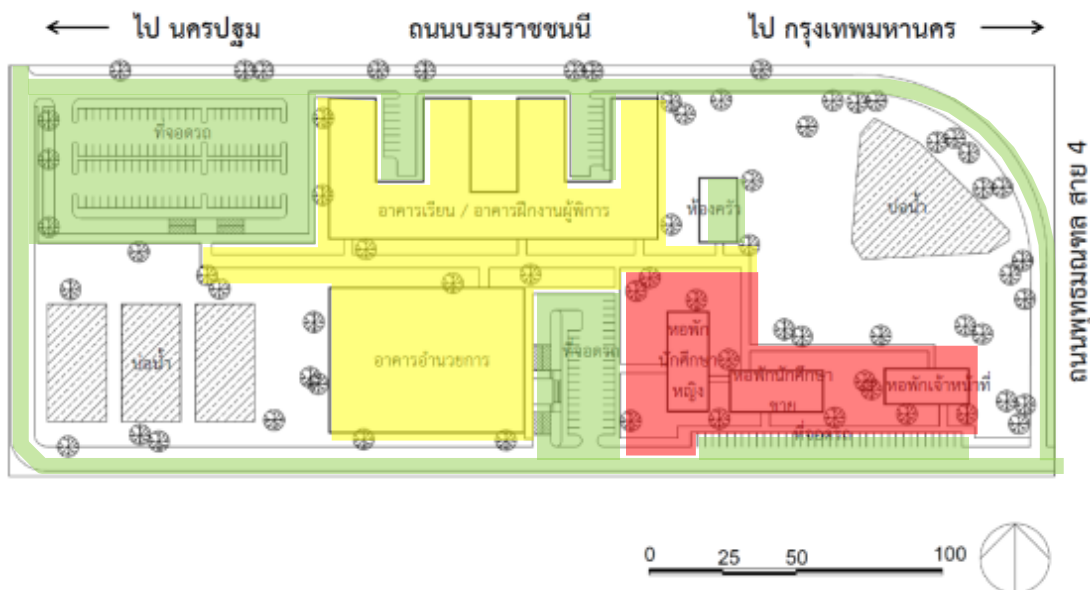 ไป นครปฐม
ถนนบรมราชชนนี
ไป กรุงเทพมหานคร
ที่จอดรถ
อาคารเรียน / อาคารฝึกงานผู้พิการ
ห้องครัว
บ่อน้ำ
ถนนพุทธมณฑล สาย 4
บ่อน้ำ
อาคารอำนวยการ
ที่จอดรถ
หอพัก
นักศึกษา
หญิง
หอพักนักศึกษา
ชาย
หอพักเจ้าหน้าที่
ที่จอดรถ
0 25 50 100